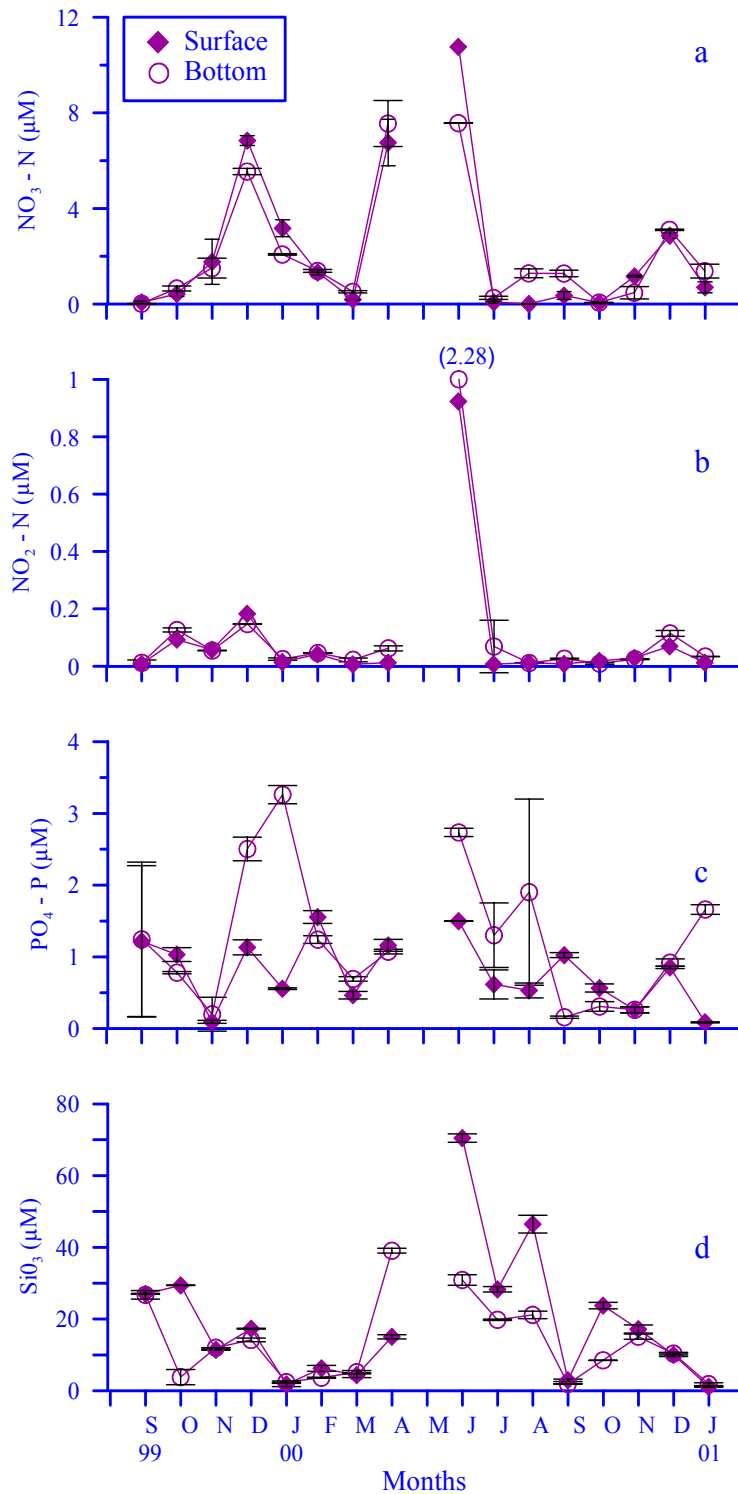 12
8
4
0
NO₃ - N (µM)
Surface
Bottom
a
(2.28)
1
0.8
0.6
0.4
0.2
0
NO₂ - N (µM)
b
4
3
2
1
0
PO₄ - P (µM)
c
80
60
40
20
0
Si0₃ (µM)
d
S O N D J F M A M J J A S O N D J
99 00 01
Months